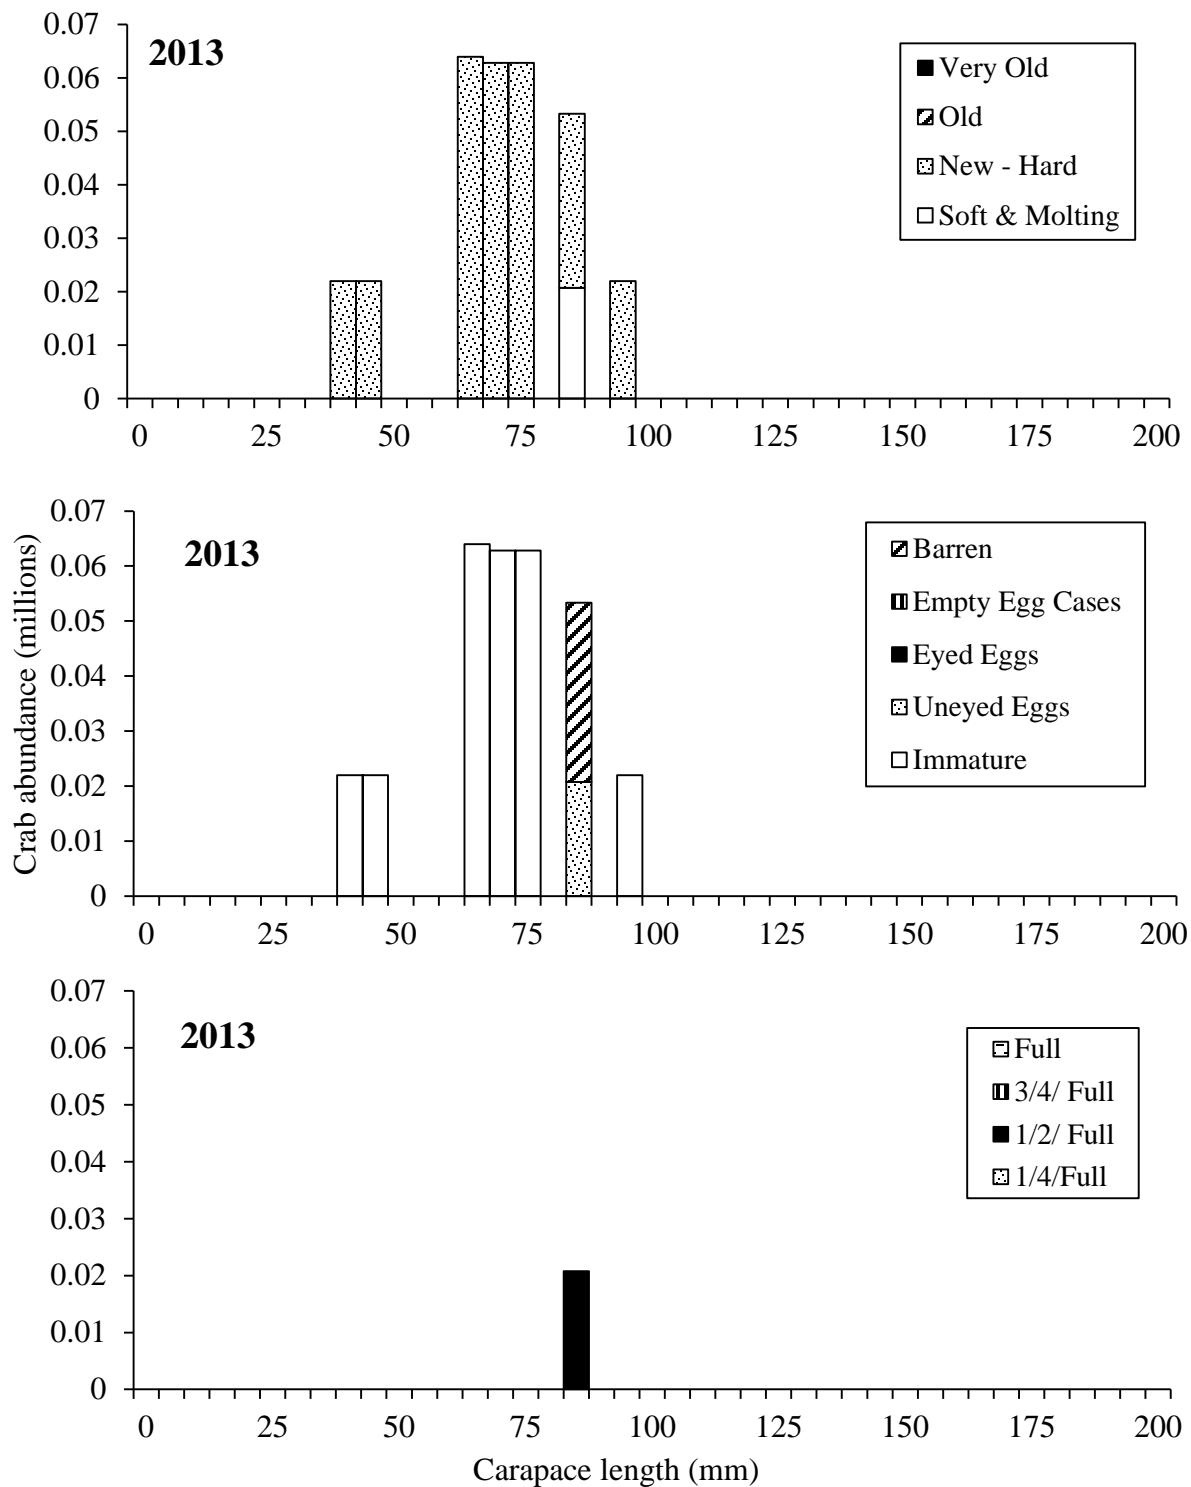 0.07
2013
0.06
0.05
0.04
0.03
0.02
0.01
0
Very Old
Old
New - Hard
Soft & Molting
0 25 50 75 100 125 150 175 200
Crab abundance (millions)
0.07
2013
0.06
0.05
0.04
0.03
0.02
0.01
0
Barren
Empty Egg Cases
Eyed Eggs
Uneyed Eggs
Immature
0 25 50 75 100 125 150 175 200
0.07
2013
0.06
0.05
0.04
0.03
0.02
0.01
0
Full
3/4/ Full
1/2/ Full
1/4/Full
0 25 50 75 100 125 150 175 200
Carapace length (mm)